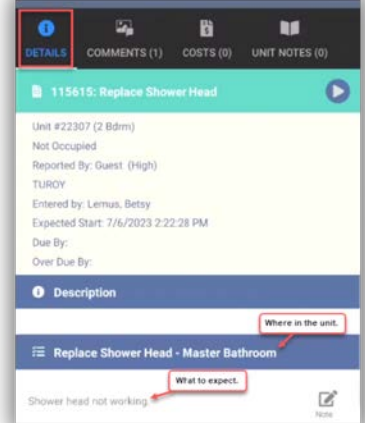 DETAILS
COMMENTS (1)
COSTS (0)
UNIT NOTES (0)
115615: Replace Shower Head
Unit #22307 (2 Bdrm)
Not Occupied
Reported By: Guest (High)
TUROY
Entered by: Lemus, Betsy
Expected Start: 7/6/2023 2:22:28 PM
Due By:
Over Due By:
Description
Where in the unit.
Replace Shower Head - Master Bathroom
What to expect.
Shower head not working.
Note